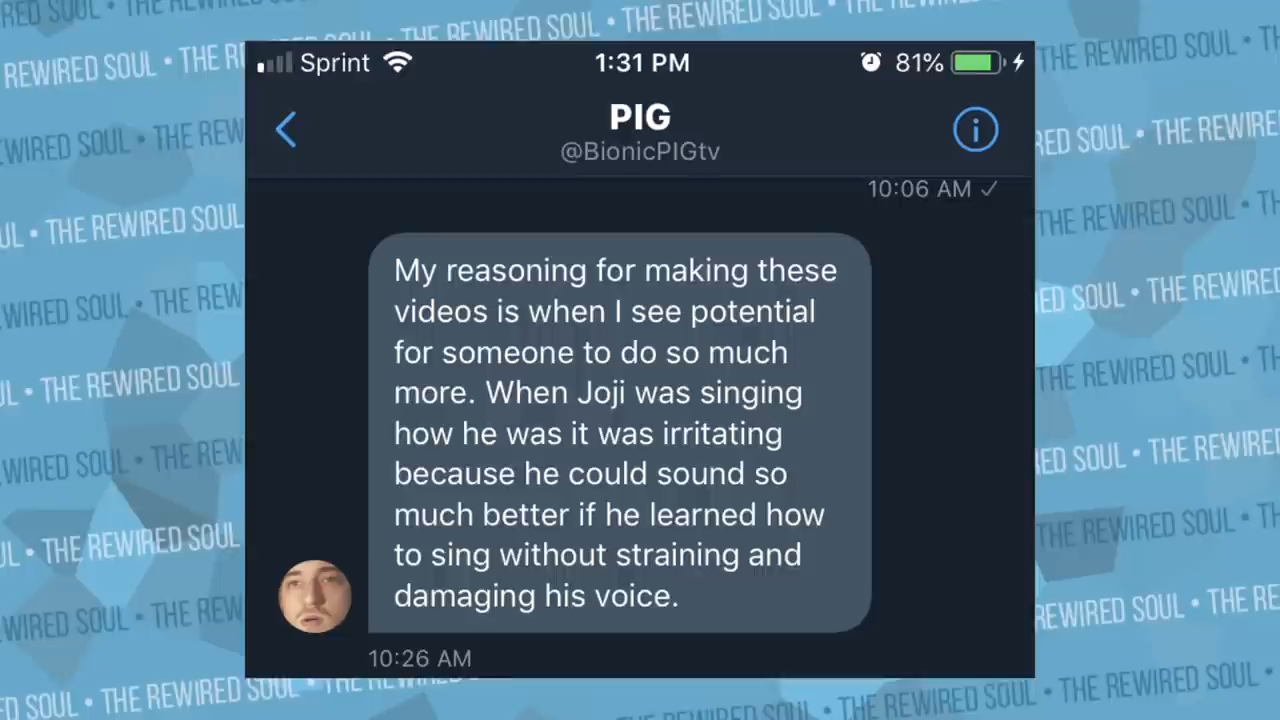 Sprint 1:31 PM 81%
PIG
@BionicPIGtv
10:06 AM ✓
My reasoning for making these
videos is when I see potential
for someone to do so much
more. When Joji was singing
how he was it was irritating
because he could sound so
much better if he learned how
to sing without straining and
damaging his voice.
10:26 AM
THE REWIRED SOUL • THE REWIRED SOUL • THE REWIRED SOUL